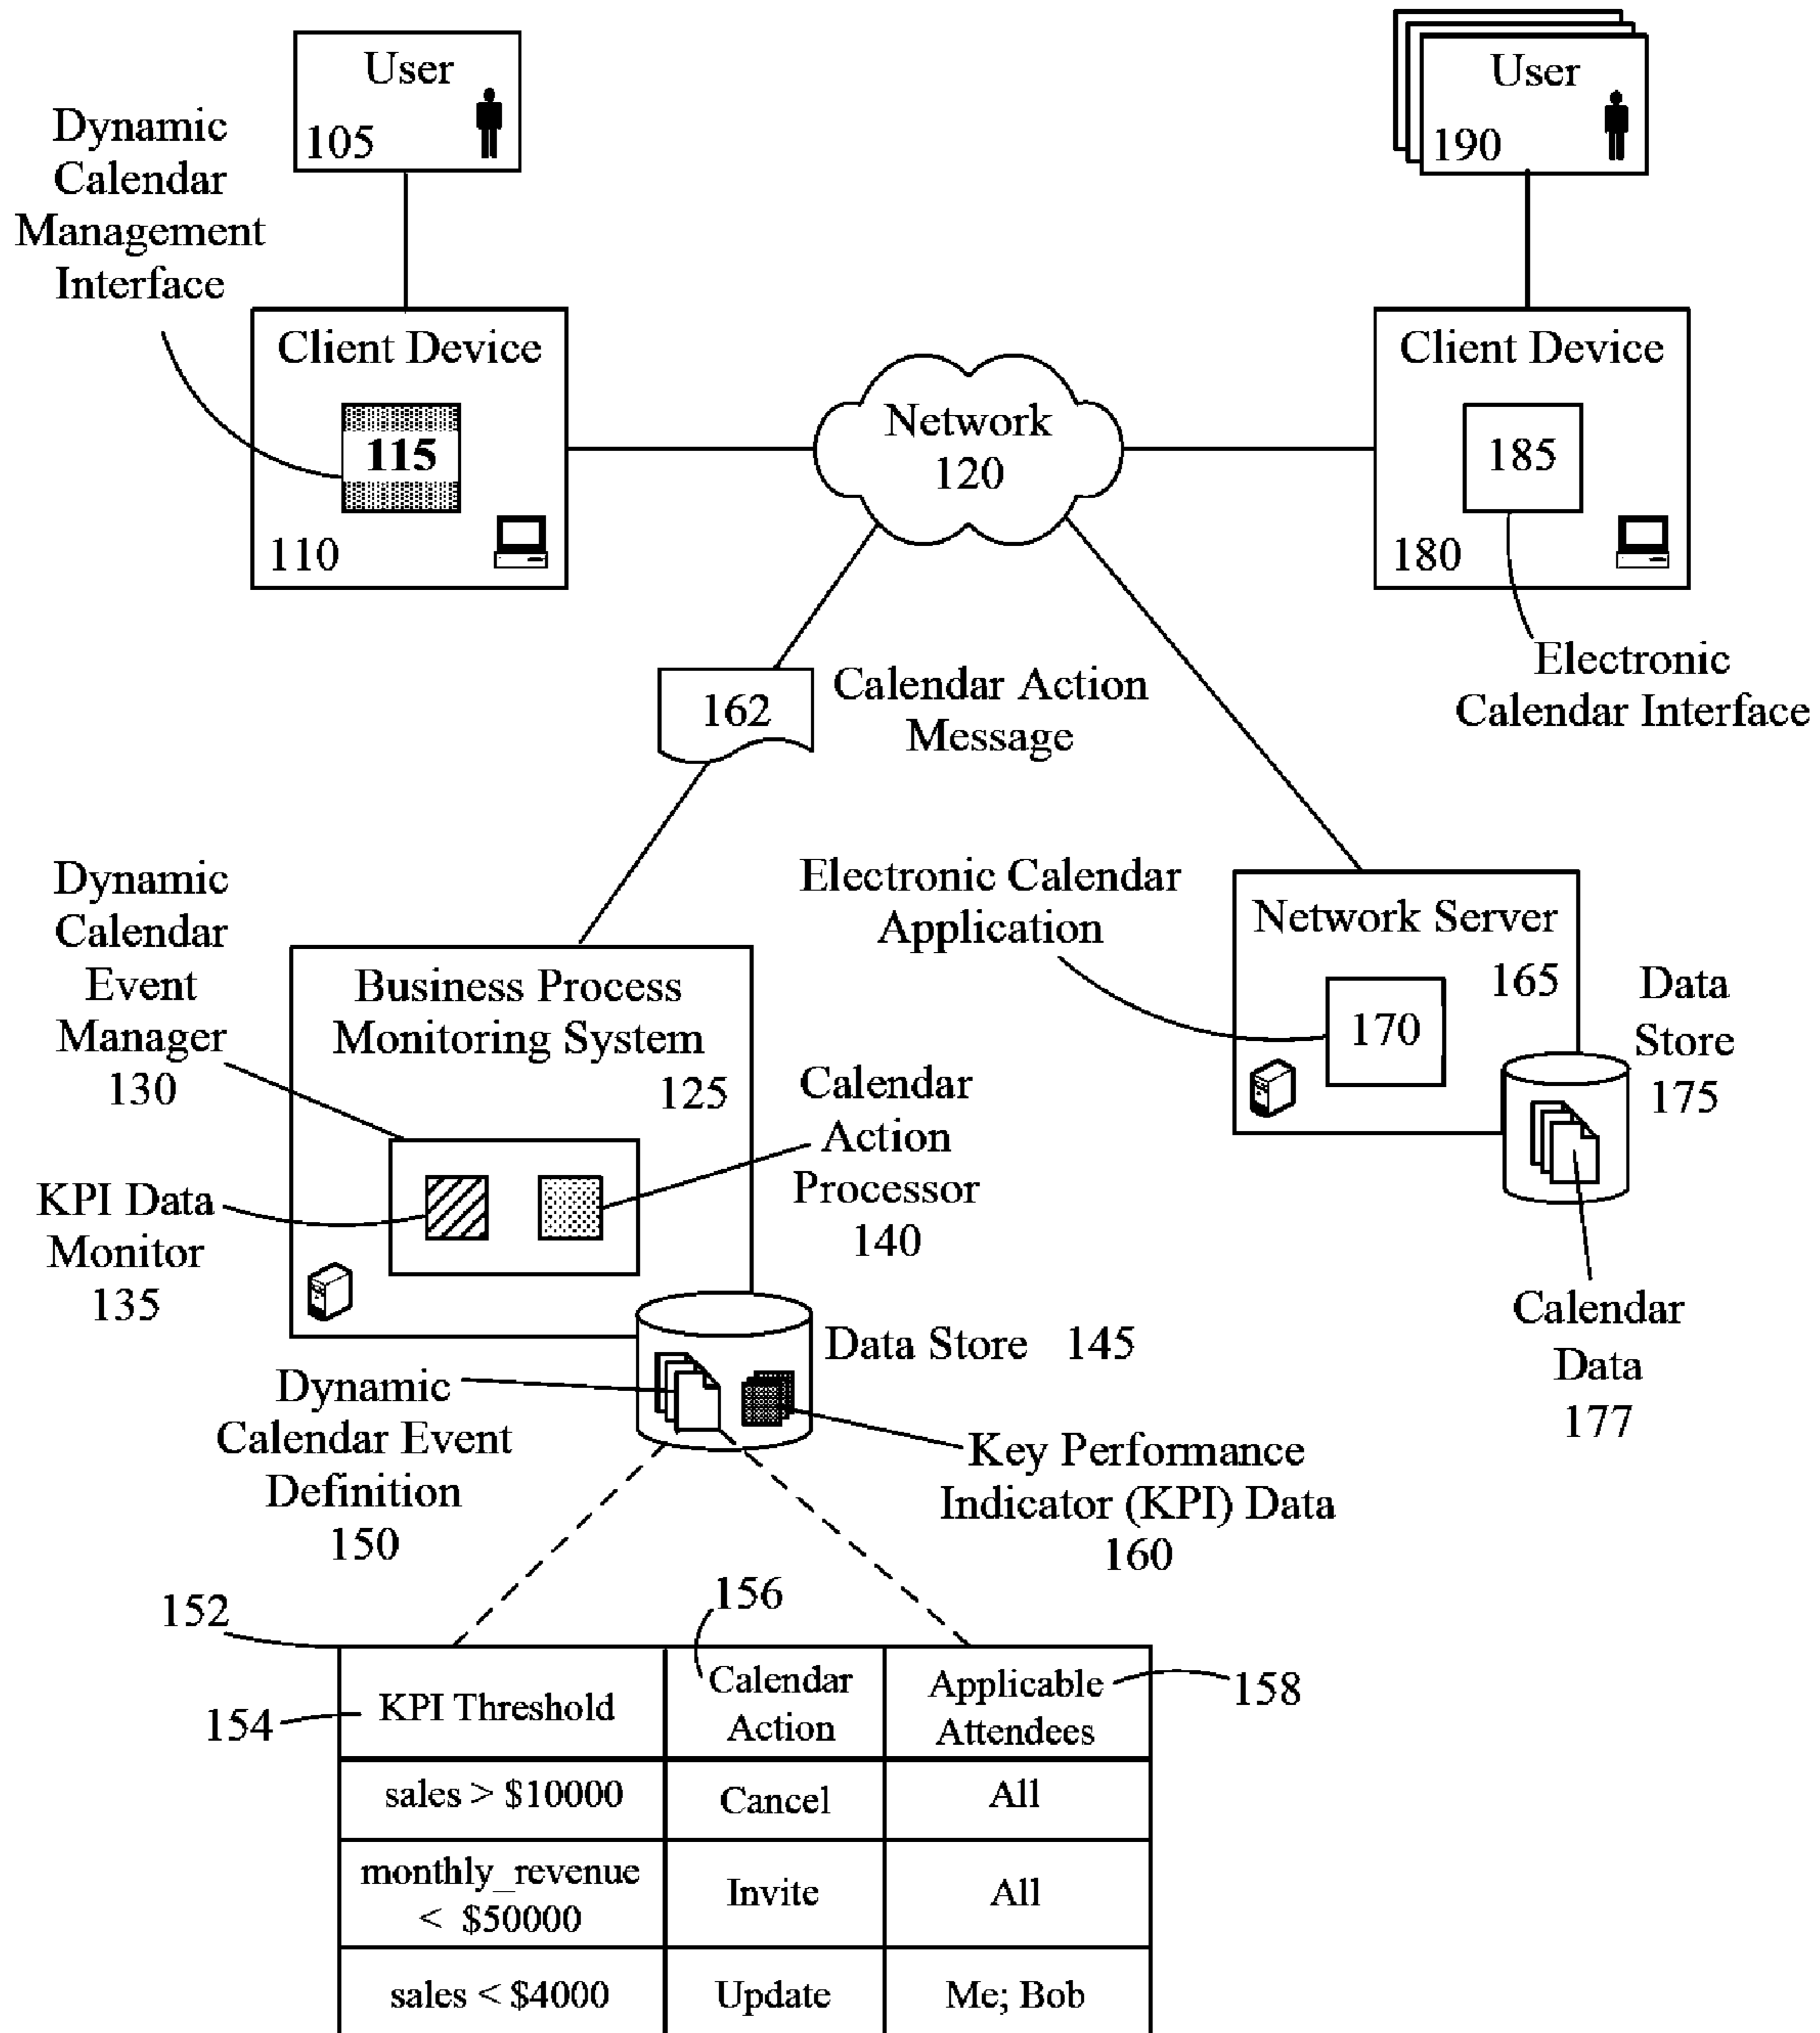 User
105
Dynamic
Calendar
Management
Interface
Client Device
115
110
Network
120
User
190
Client Device
185
180
Electronic
Calendar Interface
162
Calendar Action
Message
Dynamic
Calendar
Event
Manager
130
Business Process
Monitoring System
125
KPI Data
Monitor
135
Calendar
Action
Processor
140
Electronic Calendar
Application
Network Server
165
170
Data
Store
175
Calendar
Data
177
Data Store 145
Dynamic
Calendar Event
Definition
150
Key Performance
Indicator (KPI) Data
160
152
154
156
158
KPI Threshold
Calendar
Action
Applicable
Attendees
sales > $10000
Cancel
All
monthly_revenue
< $50000
Invite
All
sales < $4000
Update
Me; Bob